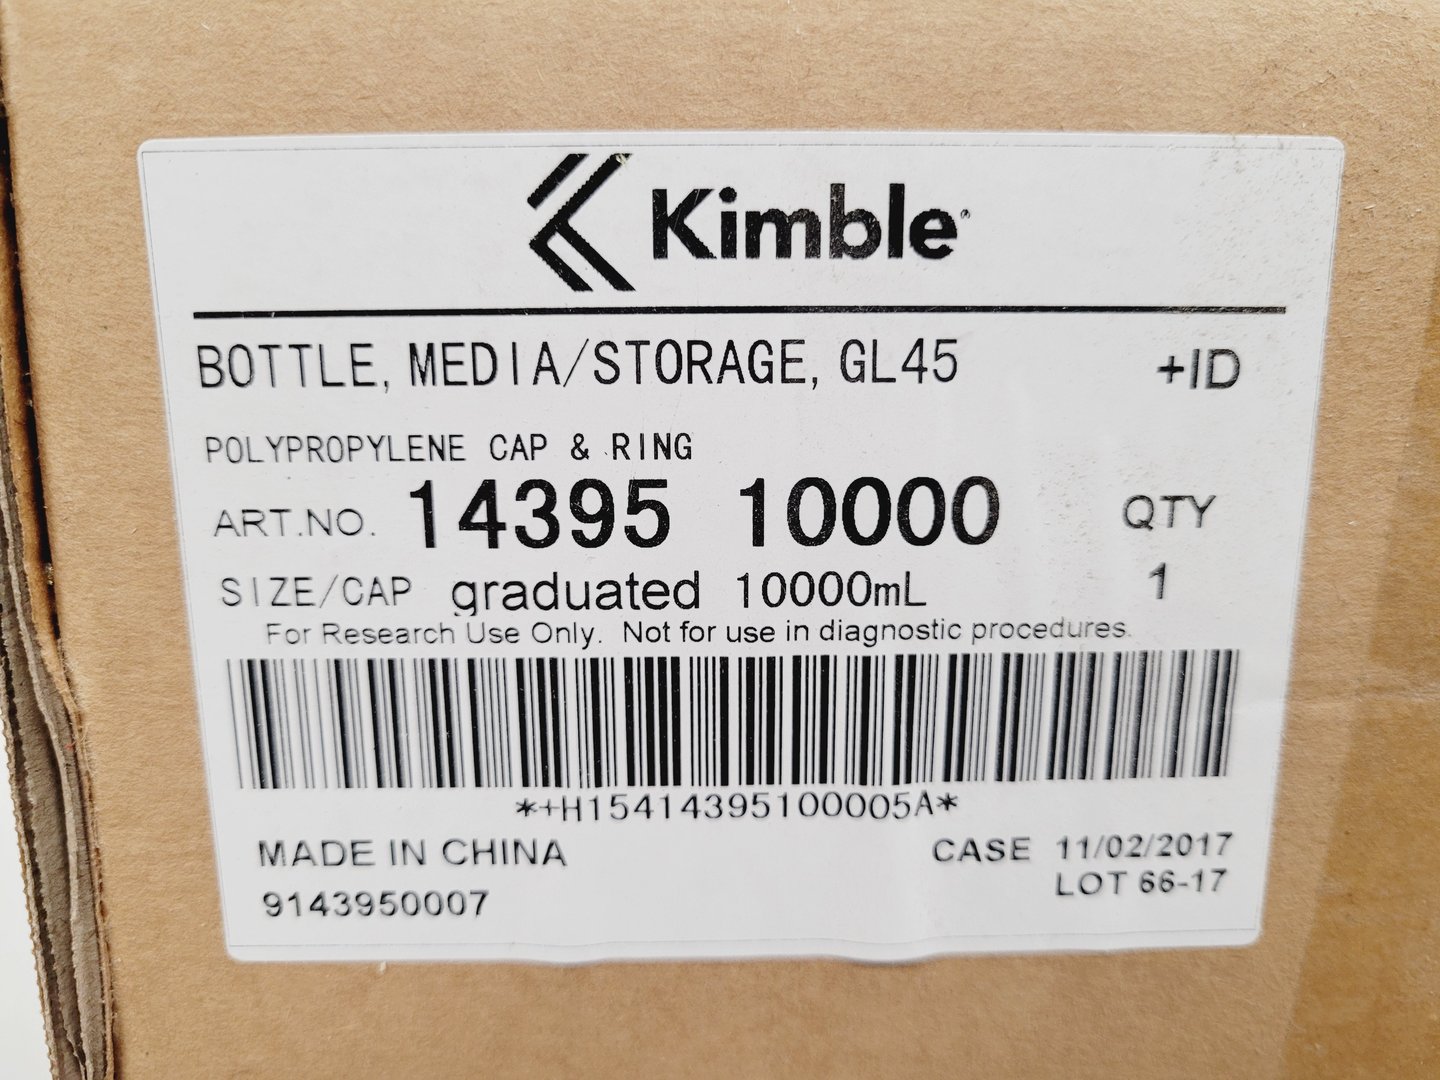 Kimble®
BOTTLE, MEDIA/STORAGE, GL45 +ID
POLYPROPYLENE CAP & RING
ART.NO. 14395 10000 QTY
SIZE/CAP graduated 10000mL 1
For Research Use Only. Not for use in diagnostic procedures.
*+H15414395100005A*
MADE IN CHINA CASE 11/02/2017
9143950007 LOT 66-17